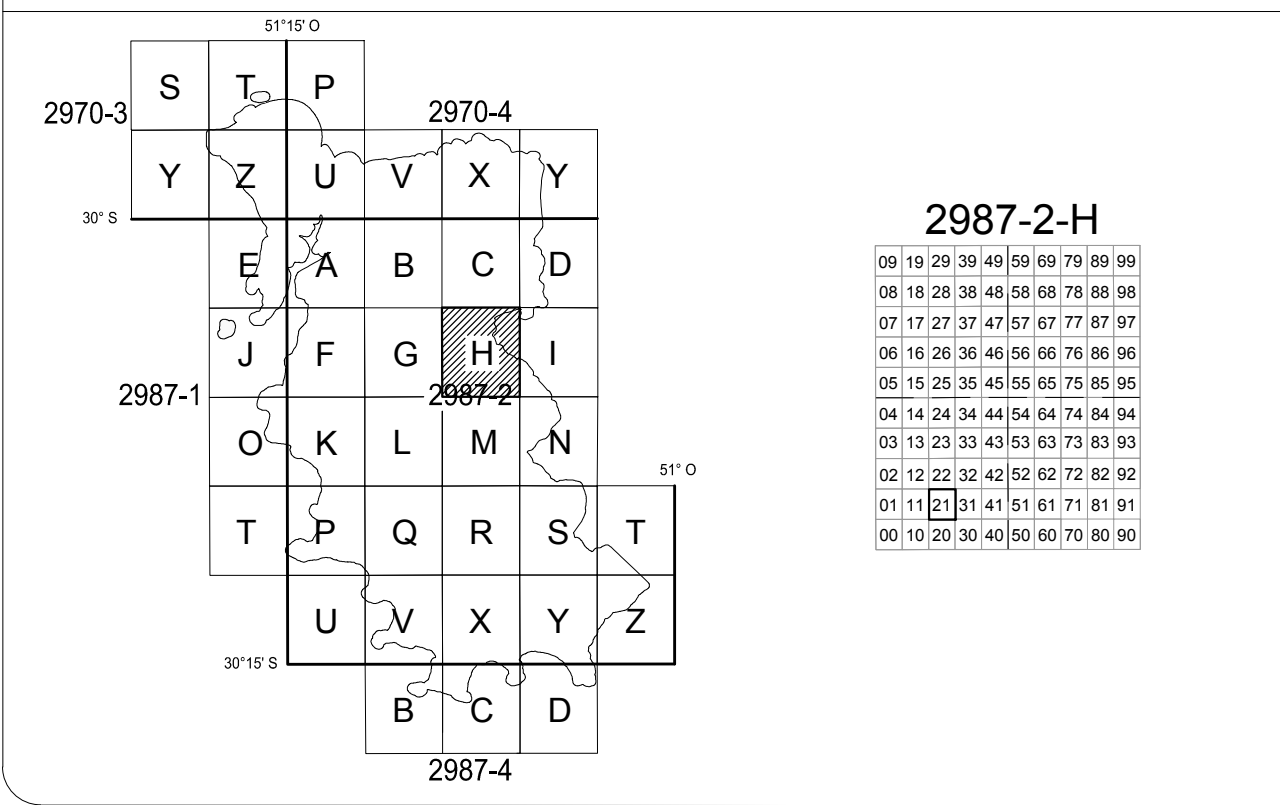 51°15' O
S T P
2970-3 2970-4
Y Z U V X Y
30° S
E A B C D
J F G H I
2987-1 2987-2
O K L M N
51° O
T P Q R S T
U V X Y Z
30°15' S
B C D
2987-4
2987-2-H
09 19 29 39 49 59 69 79 89 99
08 18 28 38 48 58 68 78 88 98
07 17 27 37 47 57 67 77 87 97
06 16 26 36 46 56 66 76 86 96
05 15 25 35 45 55 65 75 85 95
04 14 24 34 44 54 64 74 84 94
03 13 23 33 43 53 63 73 83 93
02 12 22 32 42 52 62 72 82 92
01 11 21 31 41 51 61 71 81 91
00 10 20 30 40 50 60 70 80 90